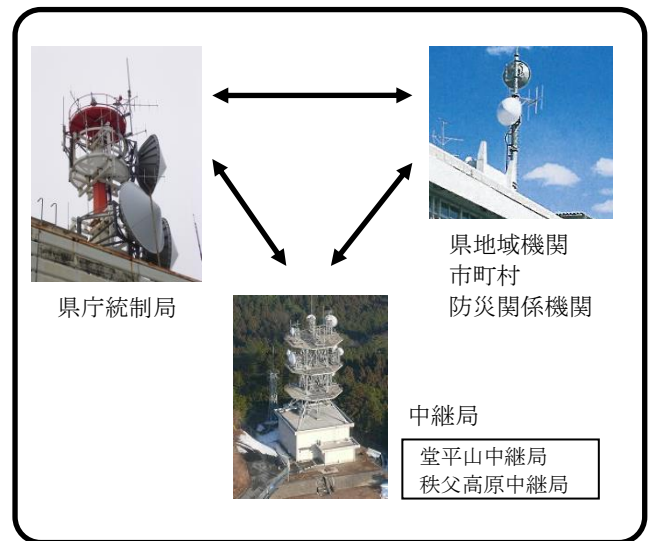 県庁統制局
県地域機関
市町村
防災関係機関
中継局
堂平山中継局
秩父高原中継局